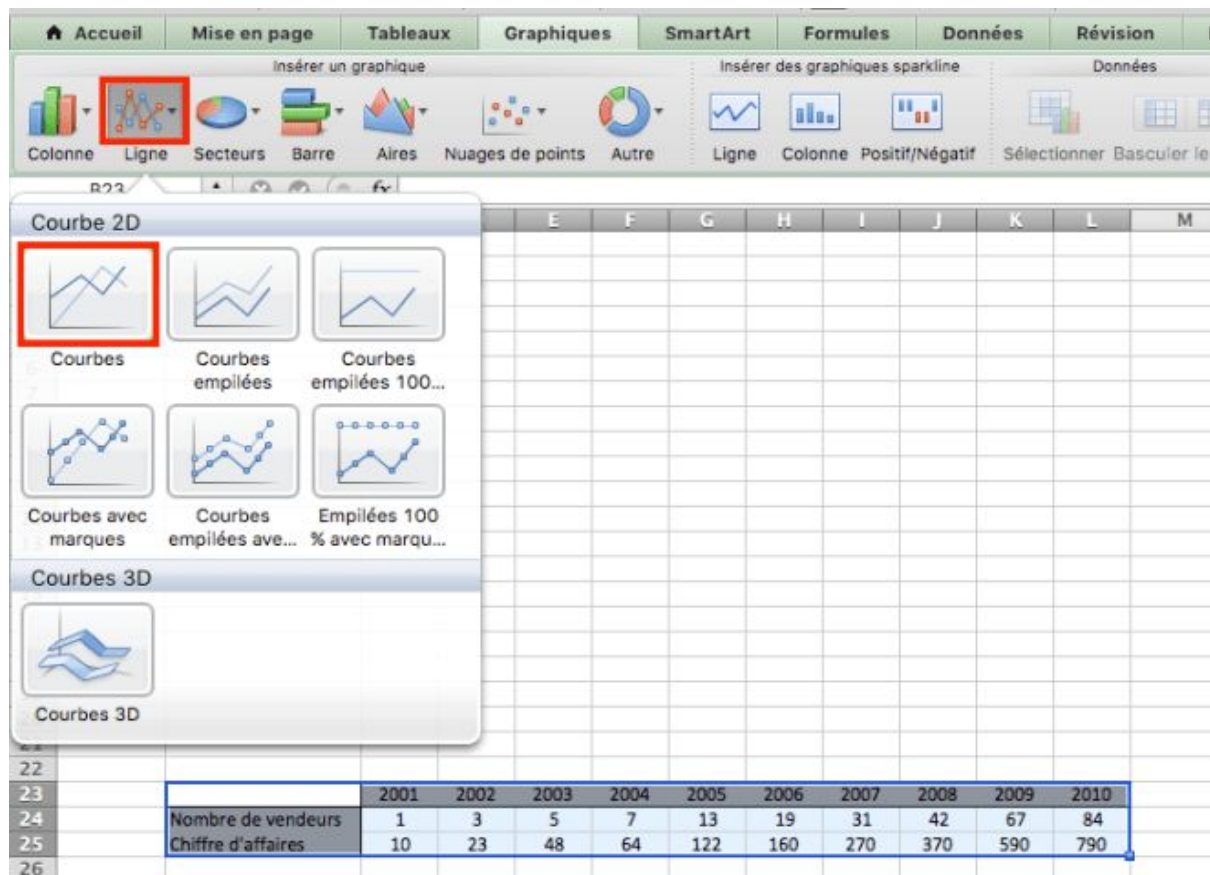 Accueil Mise en page Tableaux Graphiques SmartArt Formules Données Révision
Insérer un graphique Insérer des graphiques sparkline Données
Colonne Ligne Secteurs Barre Aires Nuages de points Autre Ligne Colonne Positif/Négatif Sélectionner Basculer le
B23 fx
E F G H I J K L M
Courbe 2D
Courbes Courbes empilées Courbes empilées 100...
Courbes avec marques Courbes empilées ave... Empilées 100 % avec marqu...
Courbes 3D
Courbes 3D
21
22
23 2001 2002 2003 2004 2005 2006 2007 2008 2009 2010
24 Nombre de vendeurs 1 3 5 7 13 19 31 42 67 84
25 Chiffre d'affaires 10 23 48 64 122 160 270 370 590 790
26